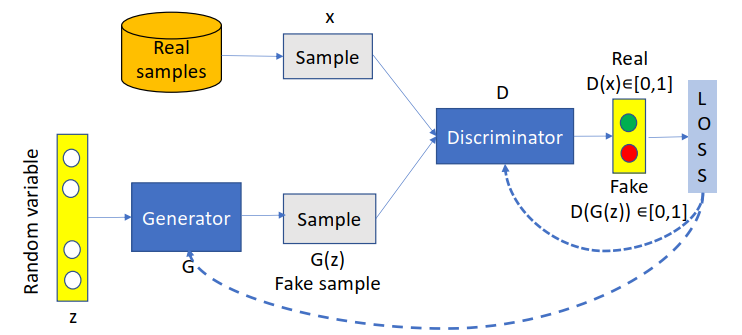 x
Real
samples
Sample
Real
D(x)∈[0,1]
D
Discriminator
L
O
S
S
Random variable
Generator
Sample
Fake
D(G(z)) ∈[0,1]
G
G(z)
Fake sample
z